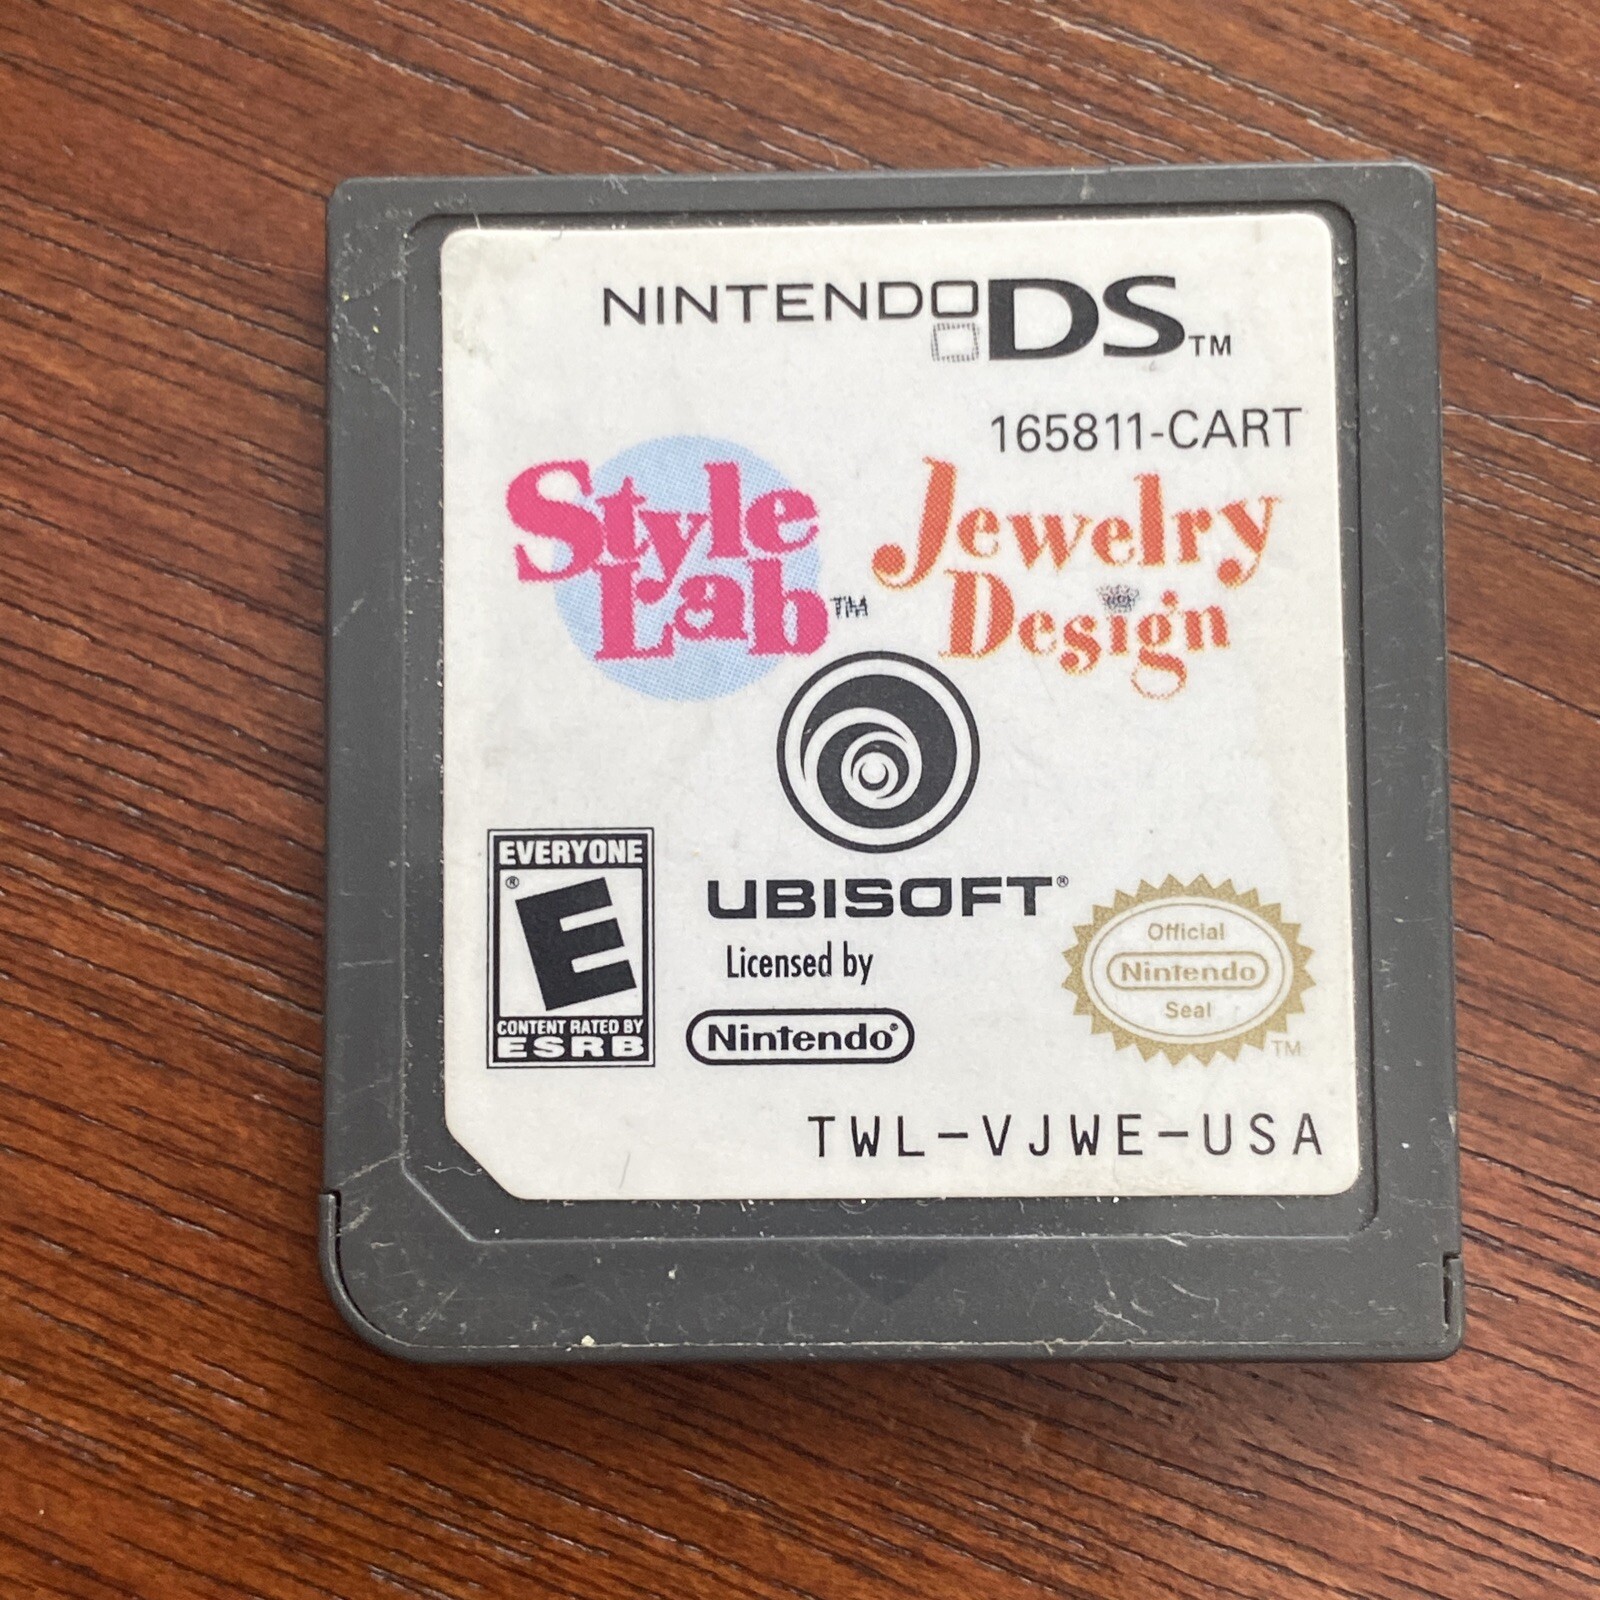 NINTENDO DS™
165811-CART
Style Lab™
Jewelry Design
EVERYONE
E®
CONTENT RATED BY
ESRB
UBISOFT®
Licensed by
Nintendo®
Official
Nintendo
Seal
TM
TWL-VJWE-USA